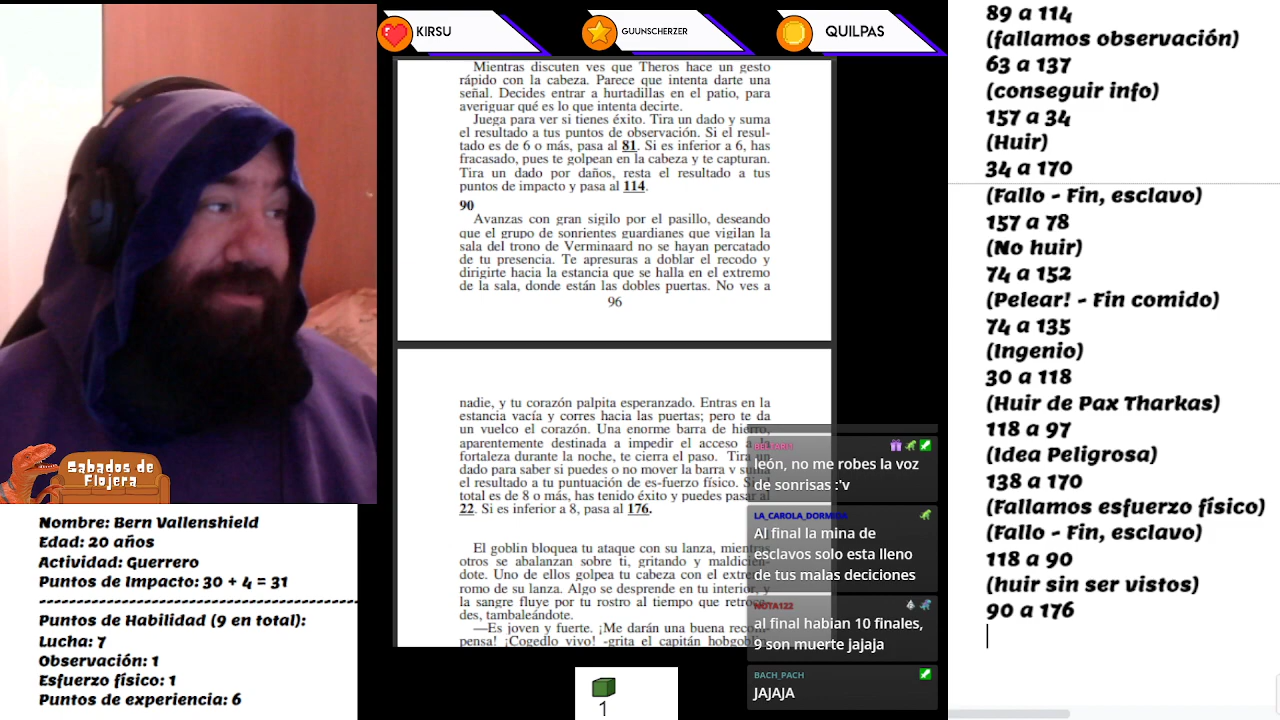 KIRSU
GUUNSCHERZER
QUILPAS
Mientras discuten ves que Theros hace un gesto
rápido con la cabeza. Parece que intenta darte una
señal. Decides entrar a hurtadillas en el patio, para
averiguar qué es lo que intenta decirte.
Juega para ver si tienes éxito. Tira un dado y suma
el resultado a tus puntos de observación. Si el resul-
tado es de 6 o más, pasa al 81. Si es inferior a 6, has
fracasado, pues te golpean en la cabeza y te capturan.
Tira un dado por daños, resta el resultado a tus
puntos de impacto y pasa al 114.
90
Avanzas con gran sigilo por el pasillo, deseando
que el grupo de sonrientes guardianes que vigilan la
sala del trono de Verminaard no se hayan percatado
de tu presencia. Te apresuras a doblar el recodo y
dirigirte hacia la estancia que se halla en el extremo
de la sala, donde están las dobles puertas. No ves a
96
nadie, y tu corazón palpita esperanzado. Entras en la
estancia vacía y corres hacia las puertas; pero te da
un vuelco el corazón. Una enorme barra de hierro,
aparentemente destinada a impedir el acceso a la
fortaleza durante la noche, te cierra el paso. Tira un
dado para saber si puedes o no mover la barra y suma
el resultado a tu puntuación de es-fuerzo físico. Si el
total es de 8 o más, has tenido éxito y puedes pasar al
22. Si es inferior a 8, pasa al 176.
El goblin bloquea tu ataque con su lanza, mientras
otros se abalanzan sobre ti, gritando y maldicién-
dote. Uno de ellos golpea tu cabeza con el extremo
romo de su lanza. Algo se desprende en tu interior, y
la sangre fluye por tu rostro al tiempo que retroce-
des, tambaleándote.
—Es joven y fuerte. ¡Me darán una buena recom-
pensa! ¡Cogedlo vivo! -grita el capitán hobgoblin
león, no me robes la voz
de sonrisas :'v
LA_CAROLA_DORMIDA
Al final la mina de
esclavos solo esta lleno
de tus malas deciciones
NOTA122
al final habian 10 finales,
9 son muerte jajaja
BACH_PACH
JAJAJA
1
Sabados de
Flojera
Nombre: Bern Vallenshield
Edad: 20 años
Actividad: Guerrero
Puntos de Impacto: 30 + 4 = 31
Puntos de Habilidad (9 en total):
Lucha: 7
Observación: 1
Esfuerzo físico: 1
Puntos de experiencia: 6
89 a 114
(fallamos observación)
63 a 137
(conseguir info)
157 a 34
(Huir)
34 a 170
(Fallo - Fin, esclavo)
157 a 78
(No huir)
74 a 152
(Pelear! - Fin comido)
74 a 135
(Ingenio)
30 a 118
(Huir de Pax Tharkas)
118 a 97
(Idea Peligrosa)
138 a 170
(Fallamos esfuerzo físico)
(Fallo - Fin, esclavo)
118 a 90
(huir sin ser vistos)
90 a 176